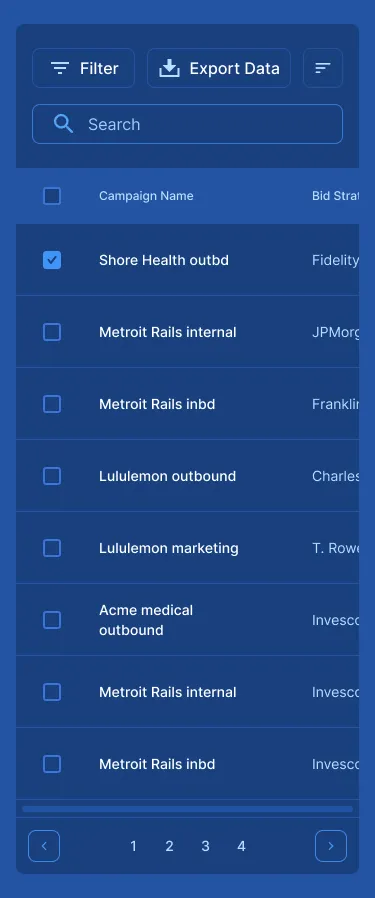 Filter
Export Data
Search
Campaign Name
Bid Strat
Shore Health outbd
Fidelity
Metroit Rails internal
JPMorg
Metroit Rails inbd
Franklin
Lululemon outbound
Charles
Lululemon marketing
T. Rowe
Acme medical
outbound
Invesco
Metroit Rails internal
Invesco
Metroit Rails inbd
Invesco
1 2 3 4